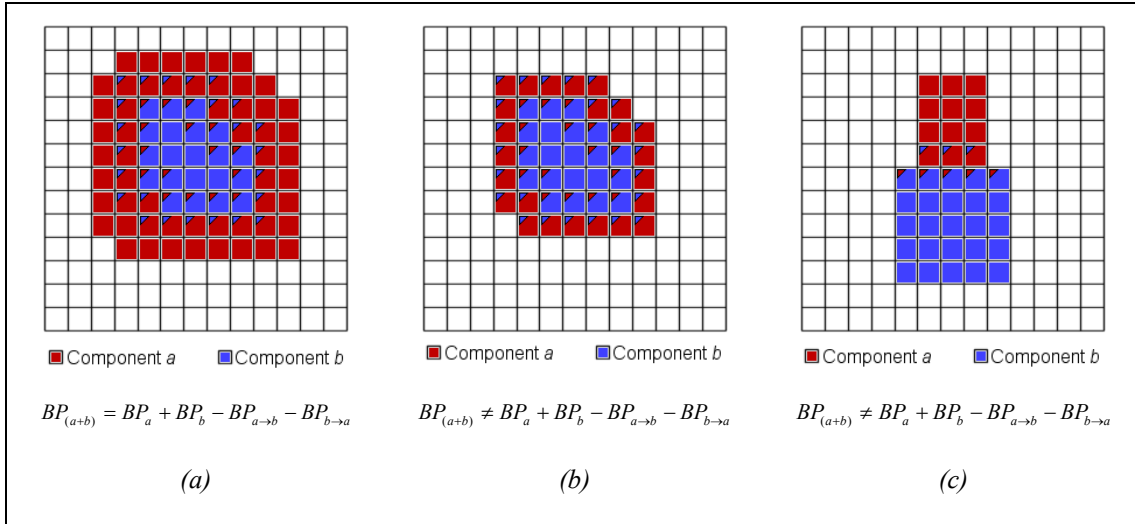 Component a Component b Component a Component b Component a Component b
BP(a+b) = BPa + BPb − BPa→b − BPb→a BP(a+b) ≠ BPa + BPb − BPa→b − BPb→a BP(a+b) ≠ BPa + BPb − BPa→b − BPb→a
(a) (b) (c)